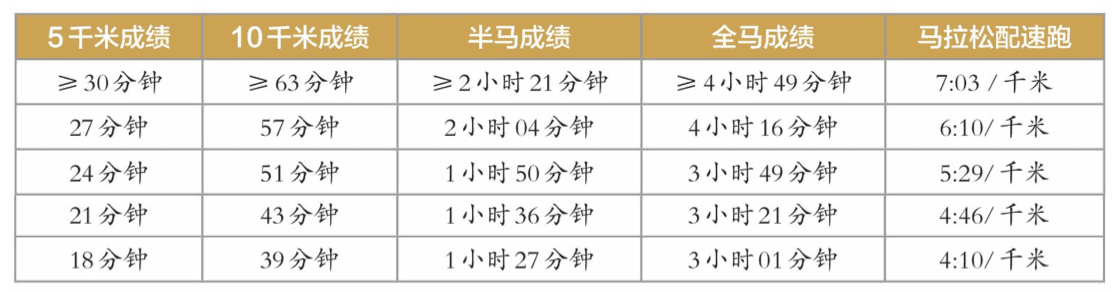 5千米成绩 10千米成绩 半马成绩 全马成绩 马拉松配速跑
≥30分钟 ≥63分钟 ≥2小时21分钟 ≥4小时49分钟 7:03 /千米
27分钟 57分钟 2小时04分钟 4小时16分钟 6:10/千米
24分钟 51分钟 1小时50分钟 3小时49分钟 5:29/千米
21分钟 43分钟 1小时36分钟 3小时21分钟 4:46/千米
18分钟 39分钟 1小时27分钟 3小时01分钟 4:10/千米